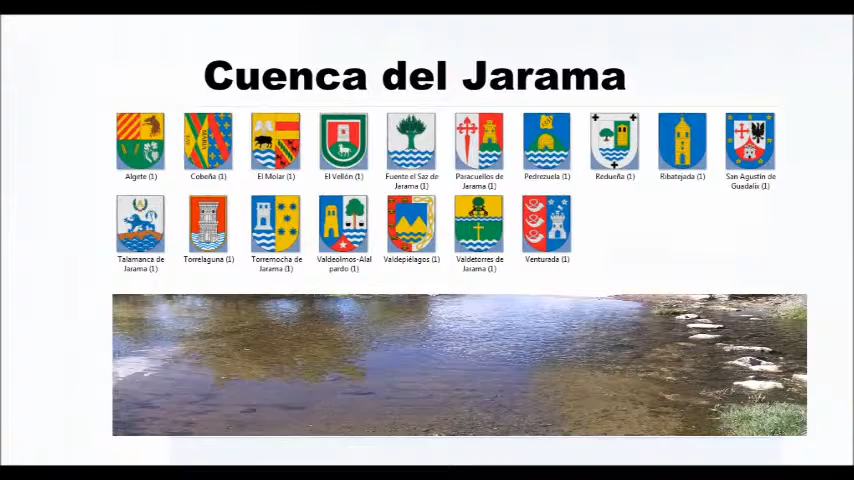 Cuenca del Jarama
Algete (1)
Cobeña (1)
El Molar (1)
El Vellón (1)
Fuente el Saz de
Jarama (1)
Paracuellos de
Jarama (1)
Pedrezuela (1)
Redueña (1)
Ribatejada (1)
San Agustín de
Guadalix (1)
Talamanca de
Jarama (1)
Torrelaguna (1)
Torremocha de
Jarama (1)
Valdeolmos-Alal
pardo (1)
Valdepiélagos (1)
Valdetorres de
Jarama (1)
Venturada (1)